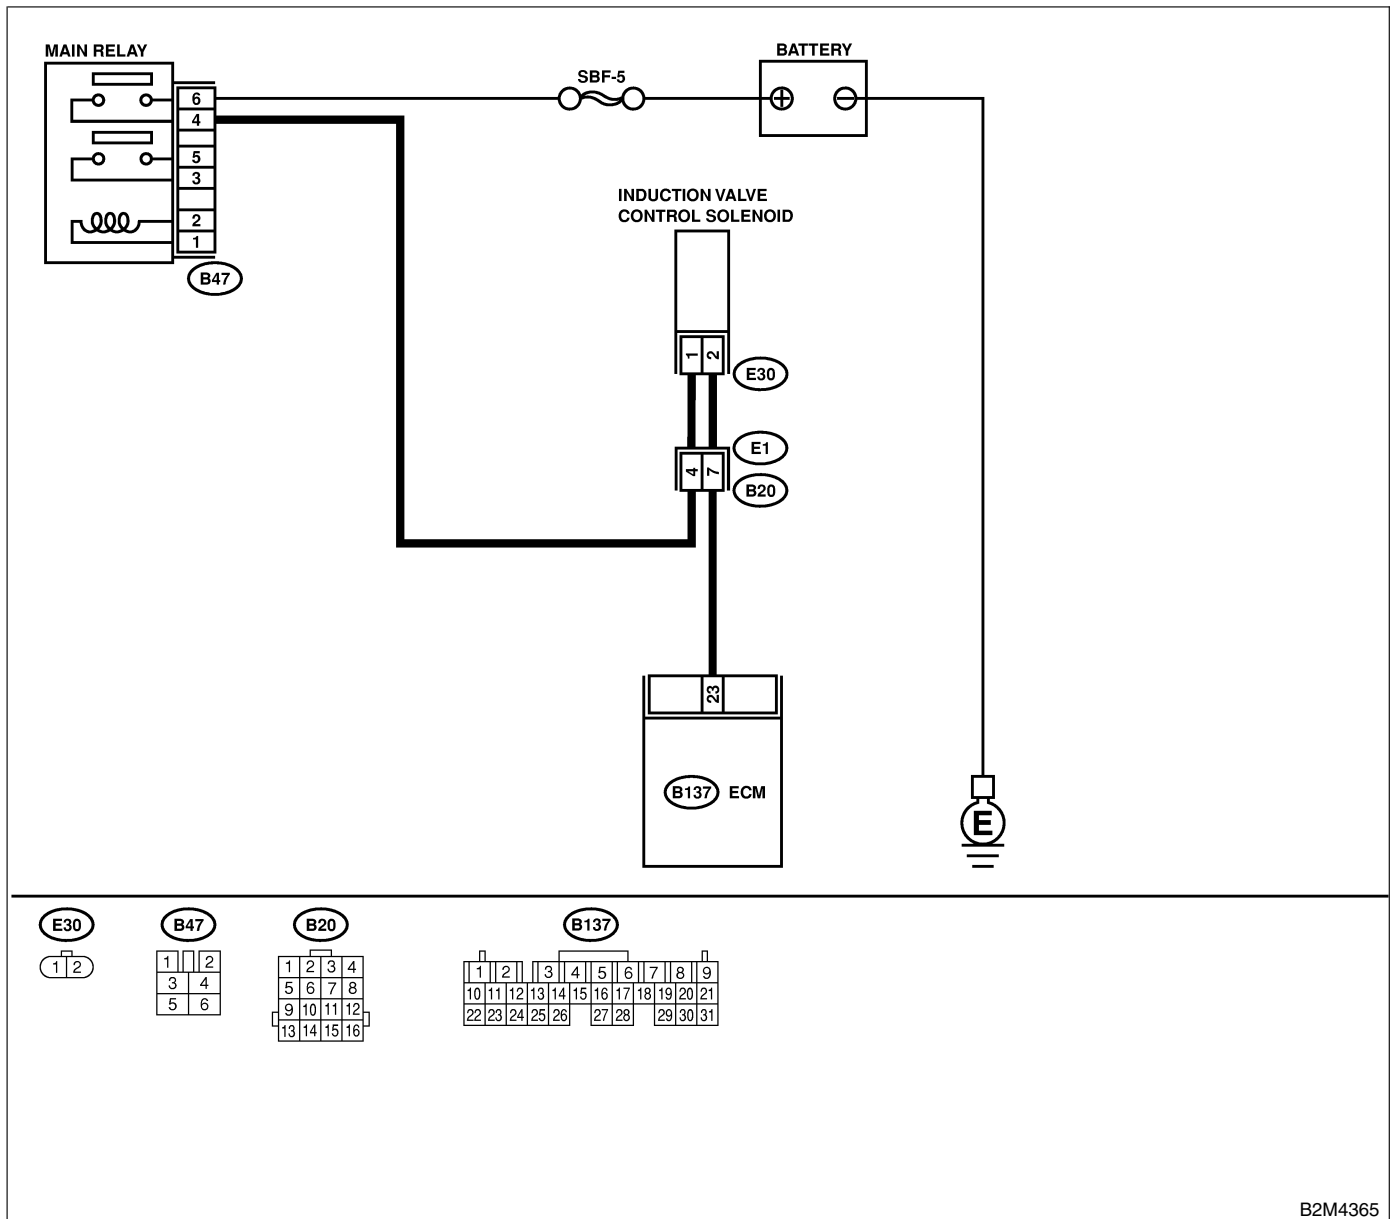 MAIN RELAY
BATTERY
SBF-5
6
4
5
3
2
1
B47
INDUCTION VALVE
CONTROL SOLENOID
1 2
E30
E1
4 7
B20
23
B137 ECM
E
E30 B47 B20 B137
1 2
1 2
3 4
5 6
1 2 3 4
5 6 7 8
9 10 11 12
13 14 15 16
1 2 3 4 5 6 7 8 9
10 11 12 13 14 15 16 17 18 19 20 21
22 23 24 25 26 27 28 29 30 31
B2M4365